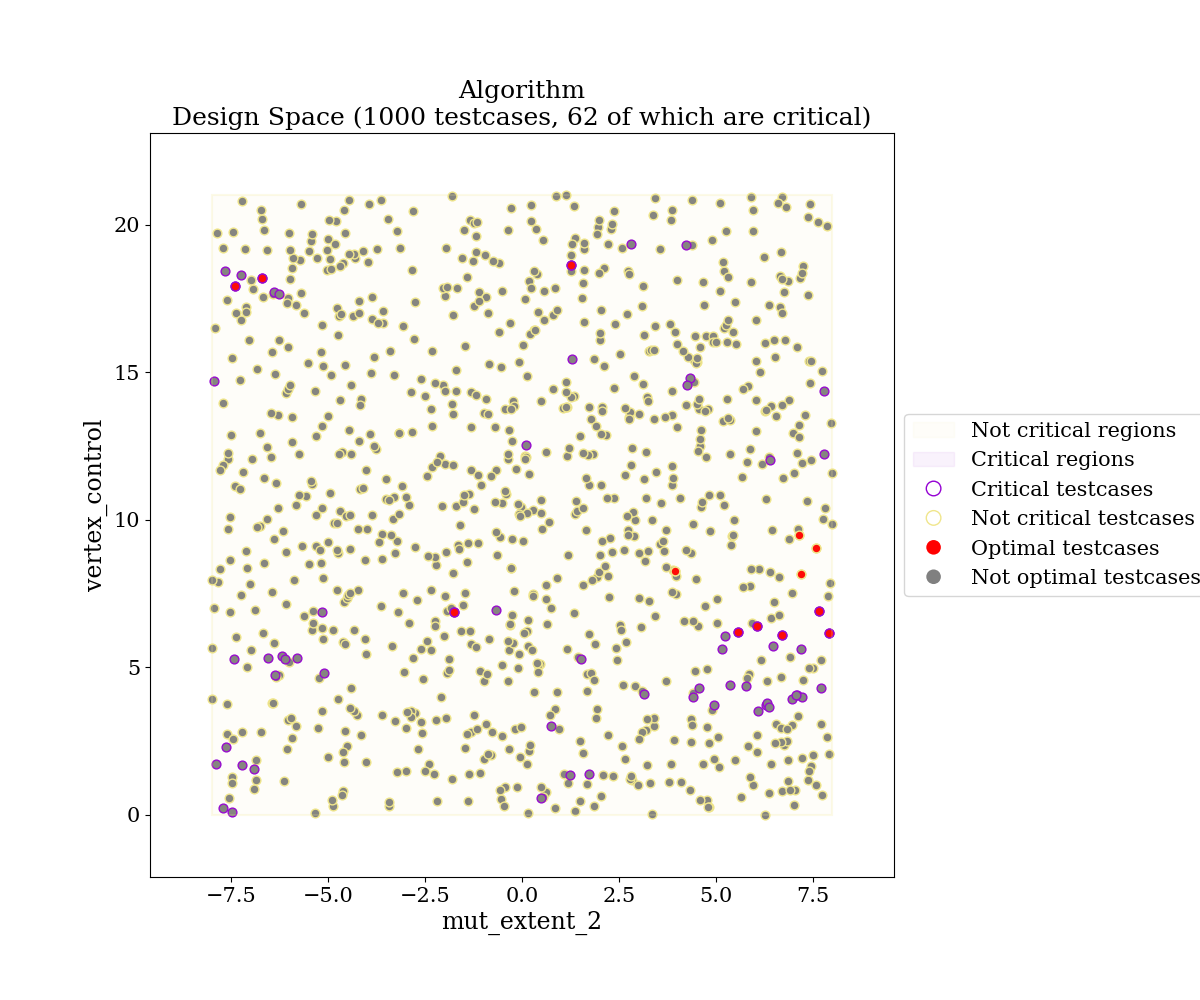 Algorithm
Design Space (1000 testcases, 62 of which are critical)
vertex_control
20
15
10
5
0
−7.5
−5.0
−2.5
0.0
2.5
5.0
7.5
mut_extent_2
Not critical regions
Critical regions
Critical testcases
Not critical testcases
Optimal testcases
Not optimal testcases